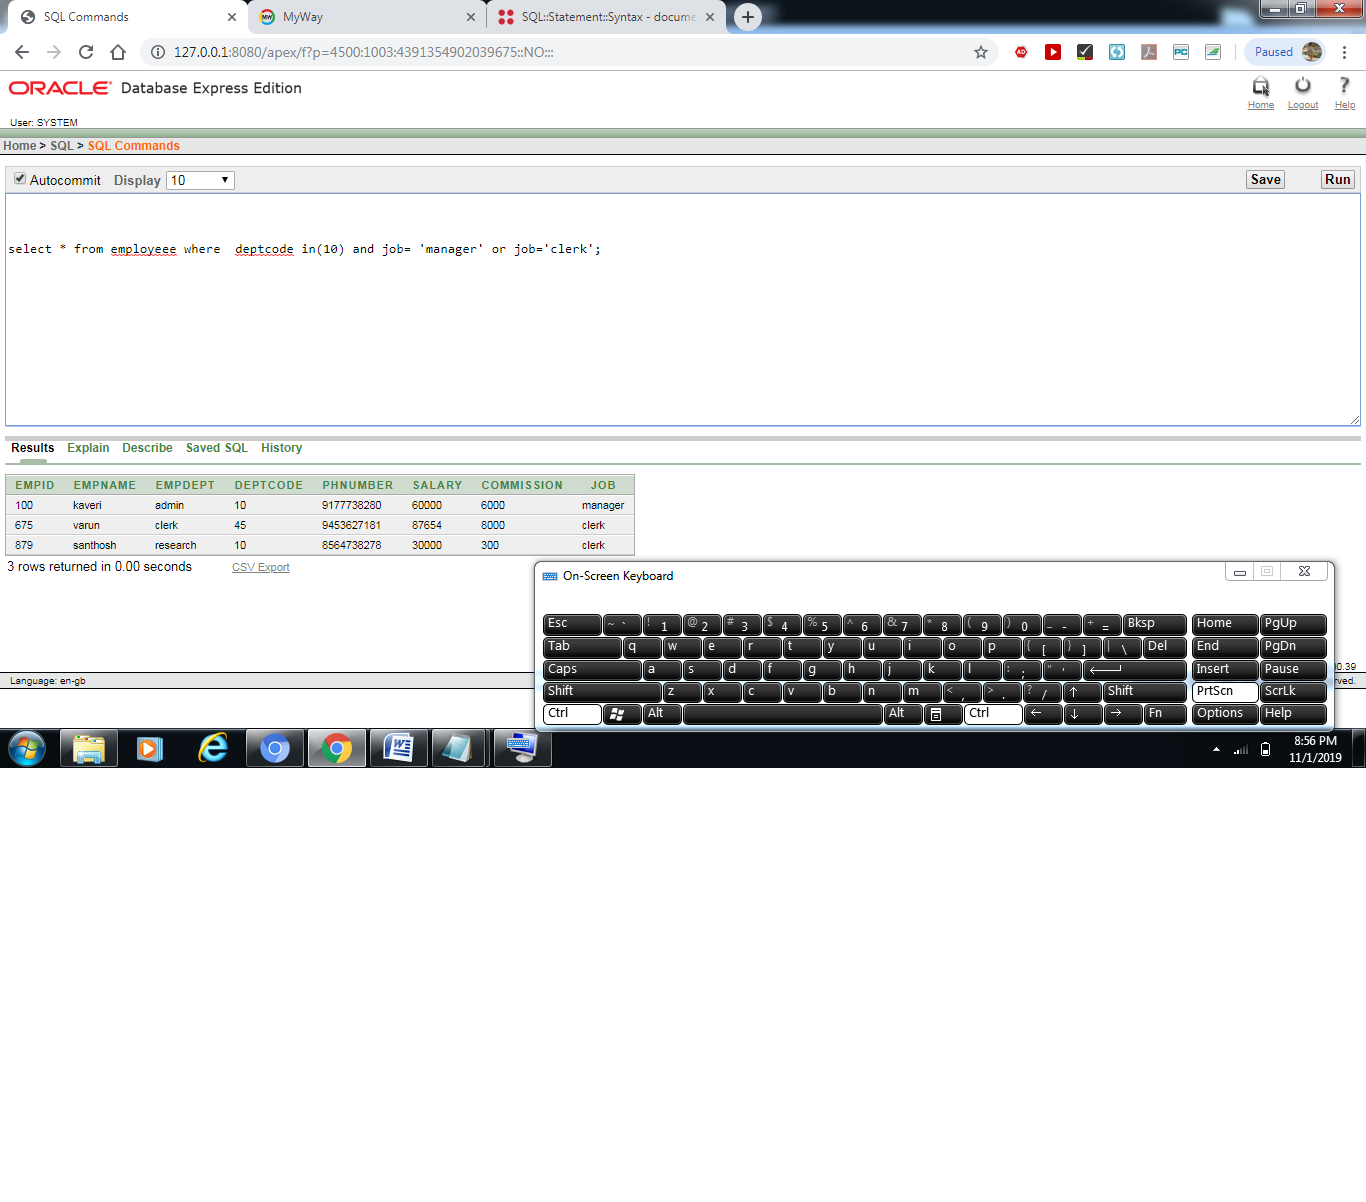 SQL Commands
MyWay
SQL::Statement::Syntax - docume
127.0.0.1:8080/apex/f?p=4500:1003:4391354902039675::NO:::
Paused
ORACLE Database Express Edition
Home Logout Help
User: SYSTEM
Home > SQL > SQL Commands
Autocommit Display 10 Save Run
select * from employeee where  deptcode in(10) and job= 'manager' or job='clerk';
Results Explain Describe Saved SQL History
EMPID EMPNAME EMPDEPT DEPTCODE PHNUMBER SALARY COMMISSION JOB
100 kaveri admin 10 9177738280 60000 6000 manager
675 varun clerk 45 9453627181 87654 8000 clerk
879 santhosh research 10 8564738278 30000 300 clerk
3 rows returned in 0.00 seconds CSV Export
On-Screen Keyboard
Esc ~ ` ! 1 @ 2 # 3 $ 4 % 5 ^ 6 & 7 * 8 ( 9 ) 0 _ - + = Bksp Home PgUp
Tab q w e r t y u i o p { [ } ] | \ Del End PgDn
Caps a s d f g h j k l : ; " ' Insert Pause
Shift z x c v b n m < , > . ? / ↑ Shift PrtScn ScrLk
Ctrl Alt Alt Ctrl ← ↓ → Fn Options Help
0.39
Language: en-gb
rved.
8:56 PM
11/1/2019